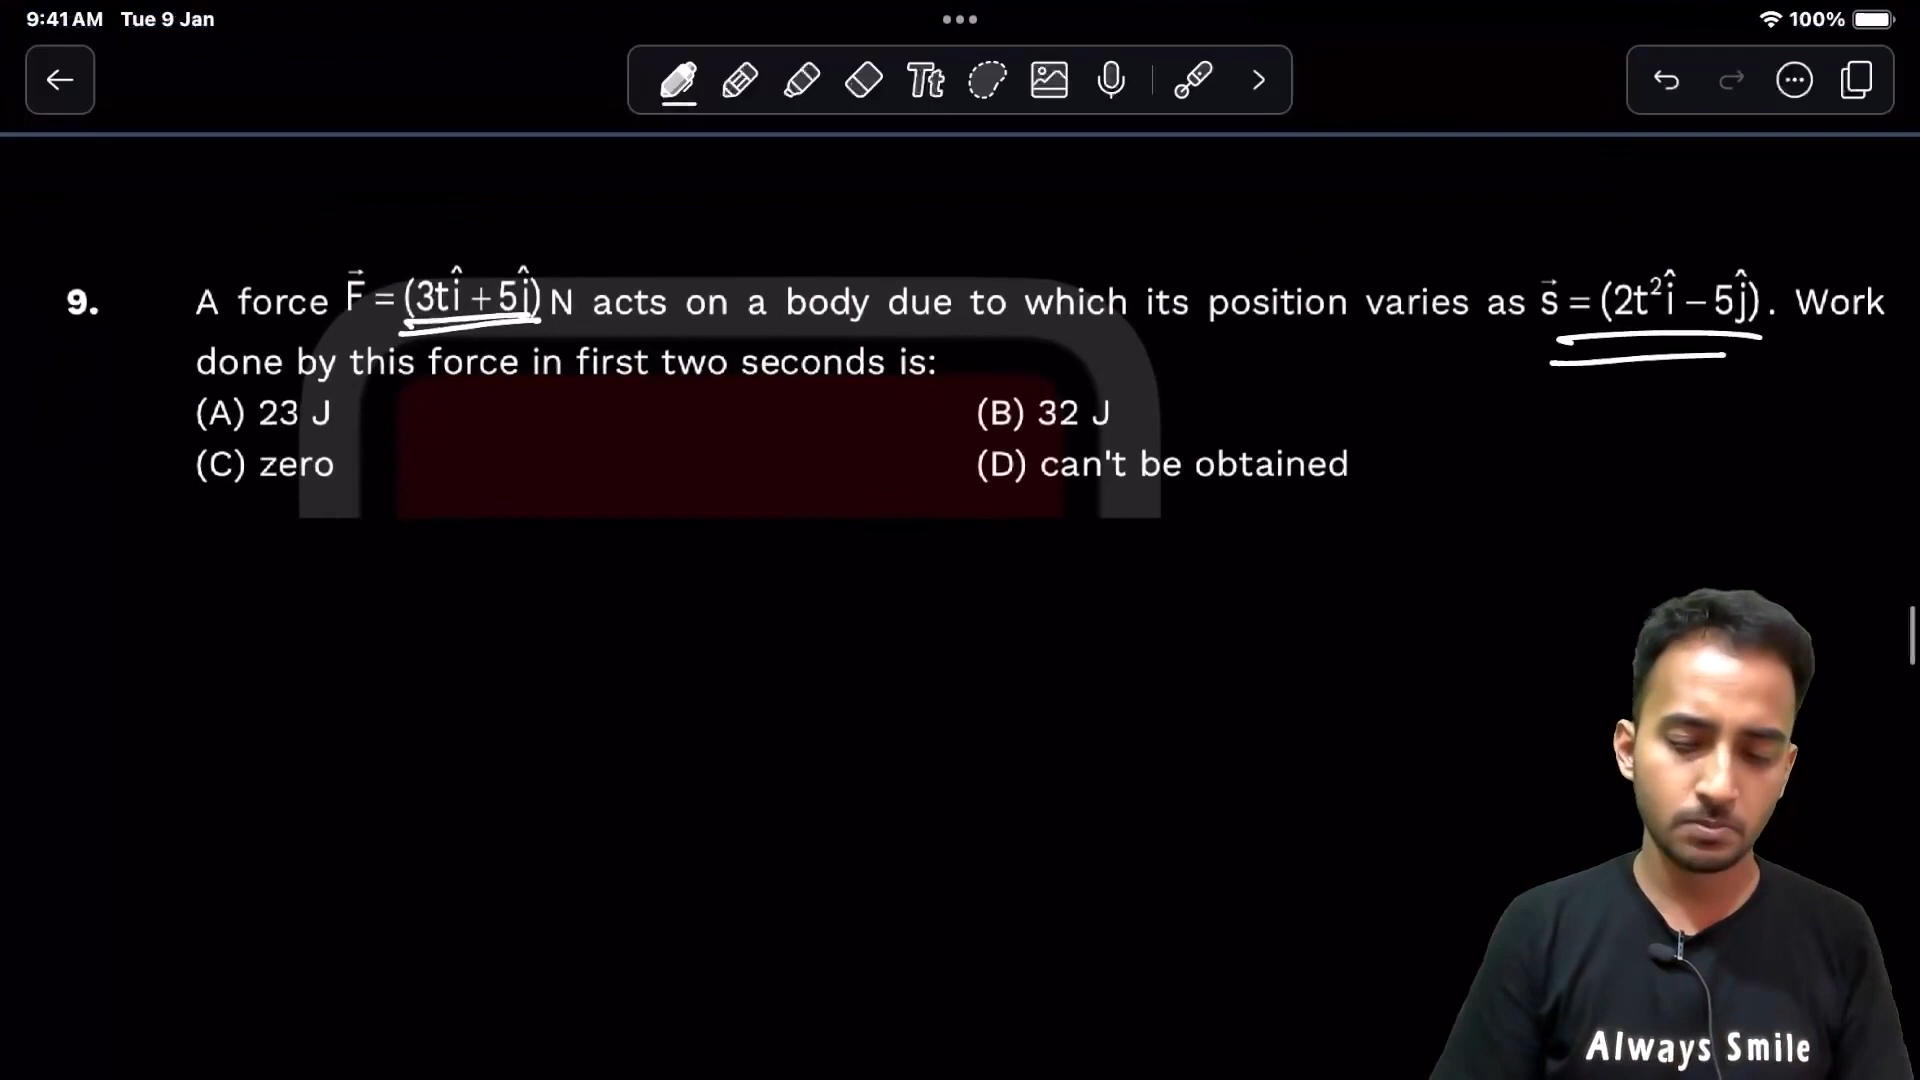 9:41 AM Tue 9 Jan
100%
Tt
9. A force F⃗ = (3tî + 5ĵ) N acts on a body due to which its position varies as s⃗ = (2t²î – 5ĵ). Work
done by this force in first two seconds is:
(A) 23 J (B) 32 J
(C) zero (D) can't be obtained
Always Smile